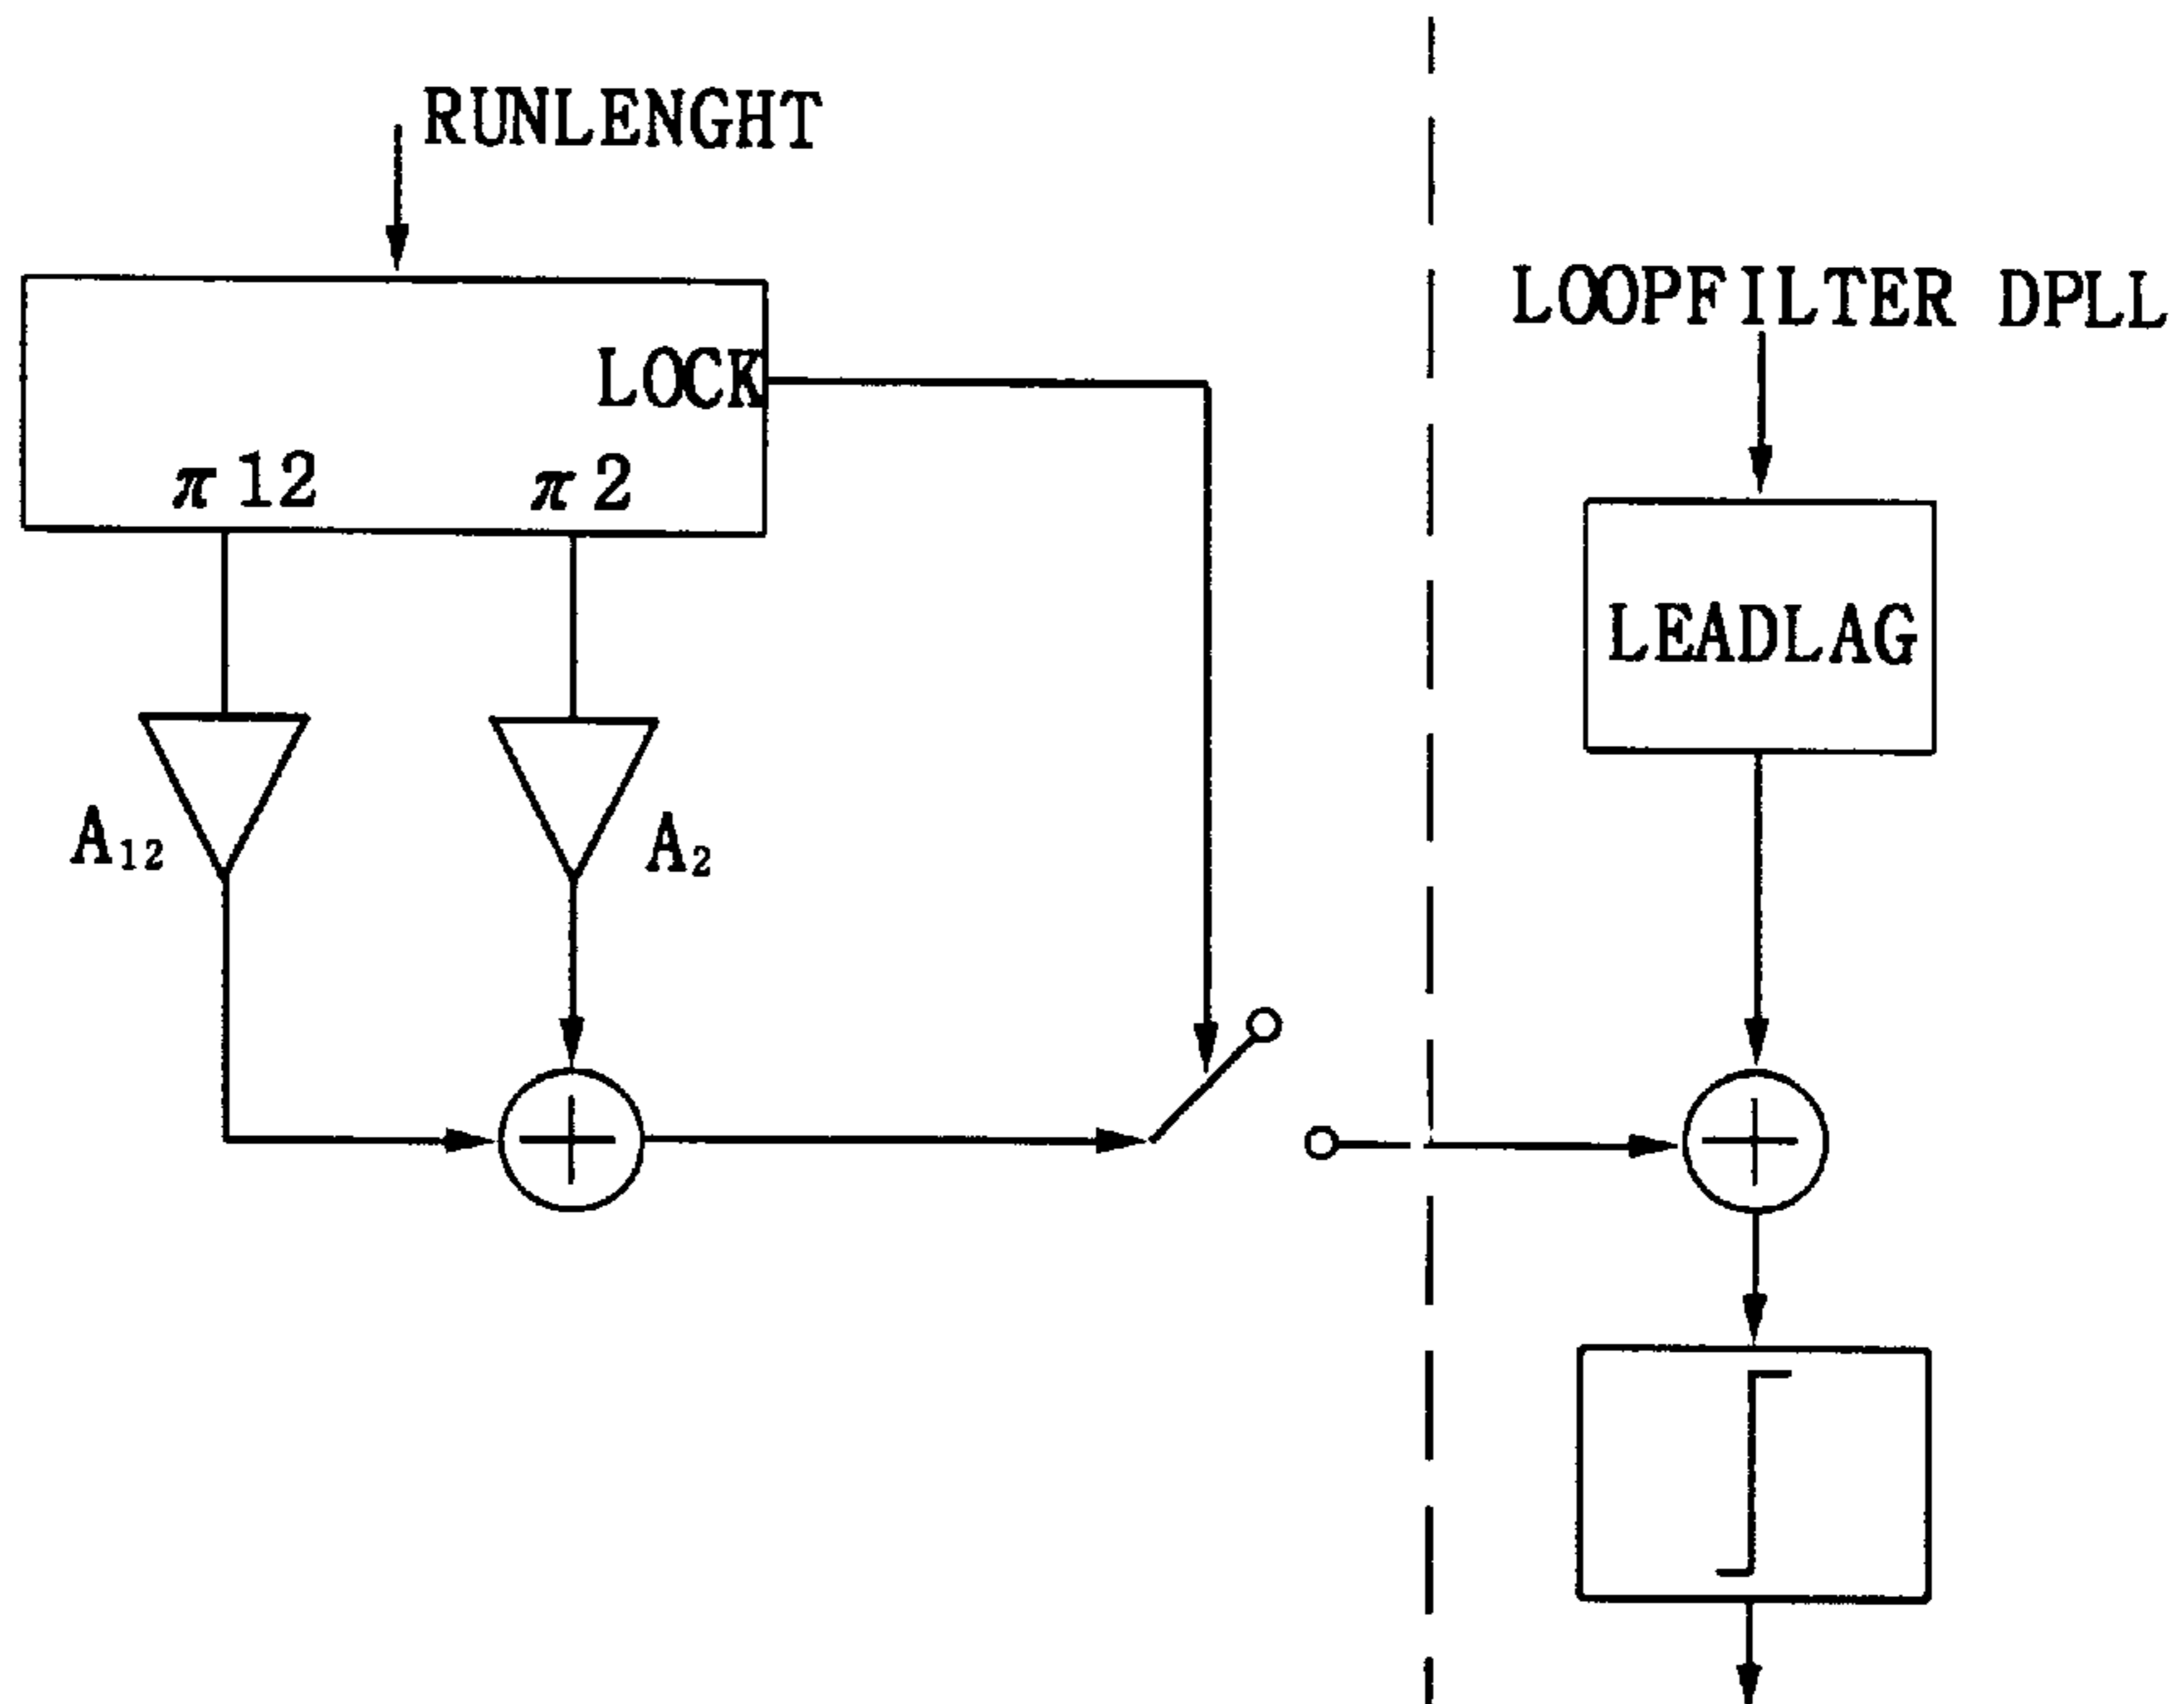 RUNLENGHT
LOOPFILTER DPLL
LOCK
π12 π2
LEADLAG
A₁₂ A₂